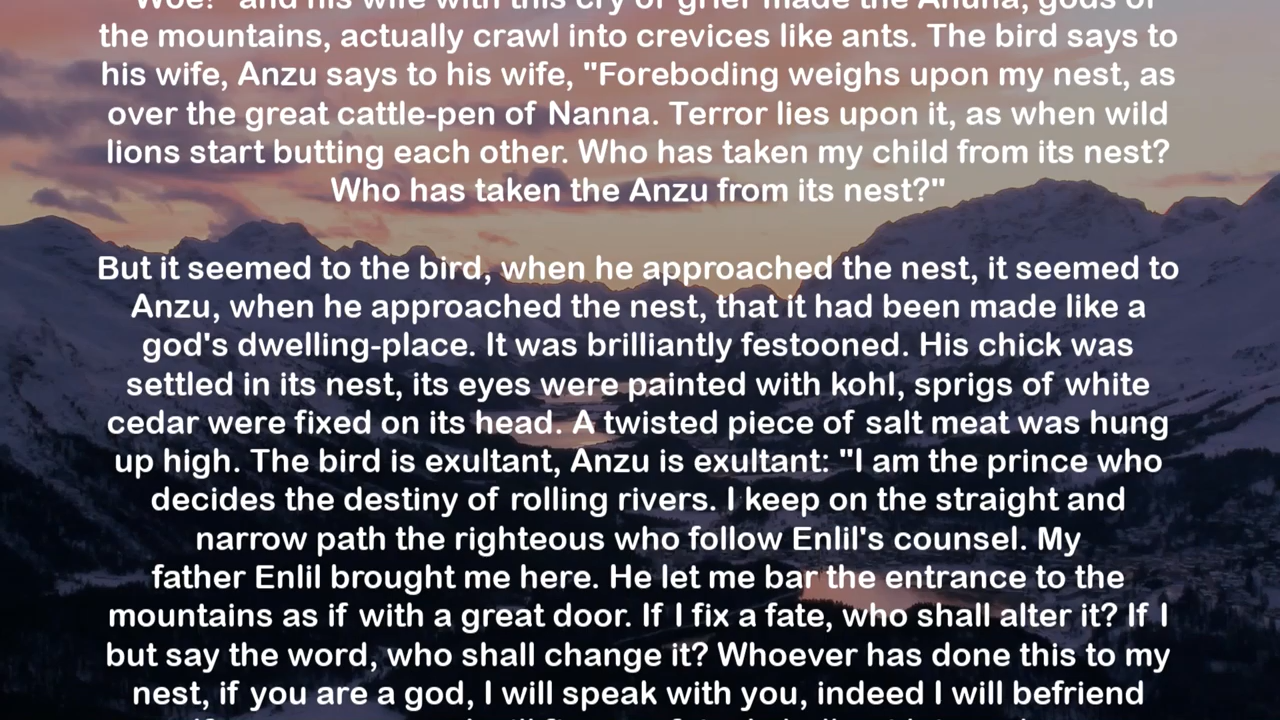 Woe!" and his wife with this cry of grief made the Anuna, gods of
the mountains, actually crawl into crevices like ants. The bird says to
his wife, Anzu says to his wife, "Foreboding weighs upon my nest, as
over the great cattle-pen of Nanna. Terror lies upon it, as when wild
lions start butting each other. Who has taken my child from its nest?
Who has taken the Anzu from its nest?"
But it seemed to the bird, when he approached the nest, it seemed to
Anzu, when he approached the nest, that it had been made like a
god's dwelling-place. It was brilliantly festooned. His chick was
settled in its nest, its eyes were painted with kohl, sprigs of white
cedar were fixed on its head. A twisted piece of salt meat was hung
up high. The bird is exultant, Anzu is exultant: "I am the prince who
decides the destiny of rolling rivers. I keep on the straight and
narrow path the righteous who follow Enlil's counsel. My
father Enlil brought me here. He let me bar the entrance to the
mountains as if with a great door. If I fix a fate, who shall alter it? If I
but say the word, who shall change it? Whoever has done this to my
nest, if you are a god, I will speak with you, indeed I will befriend